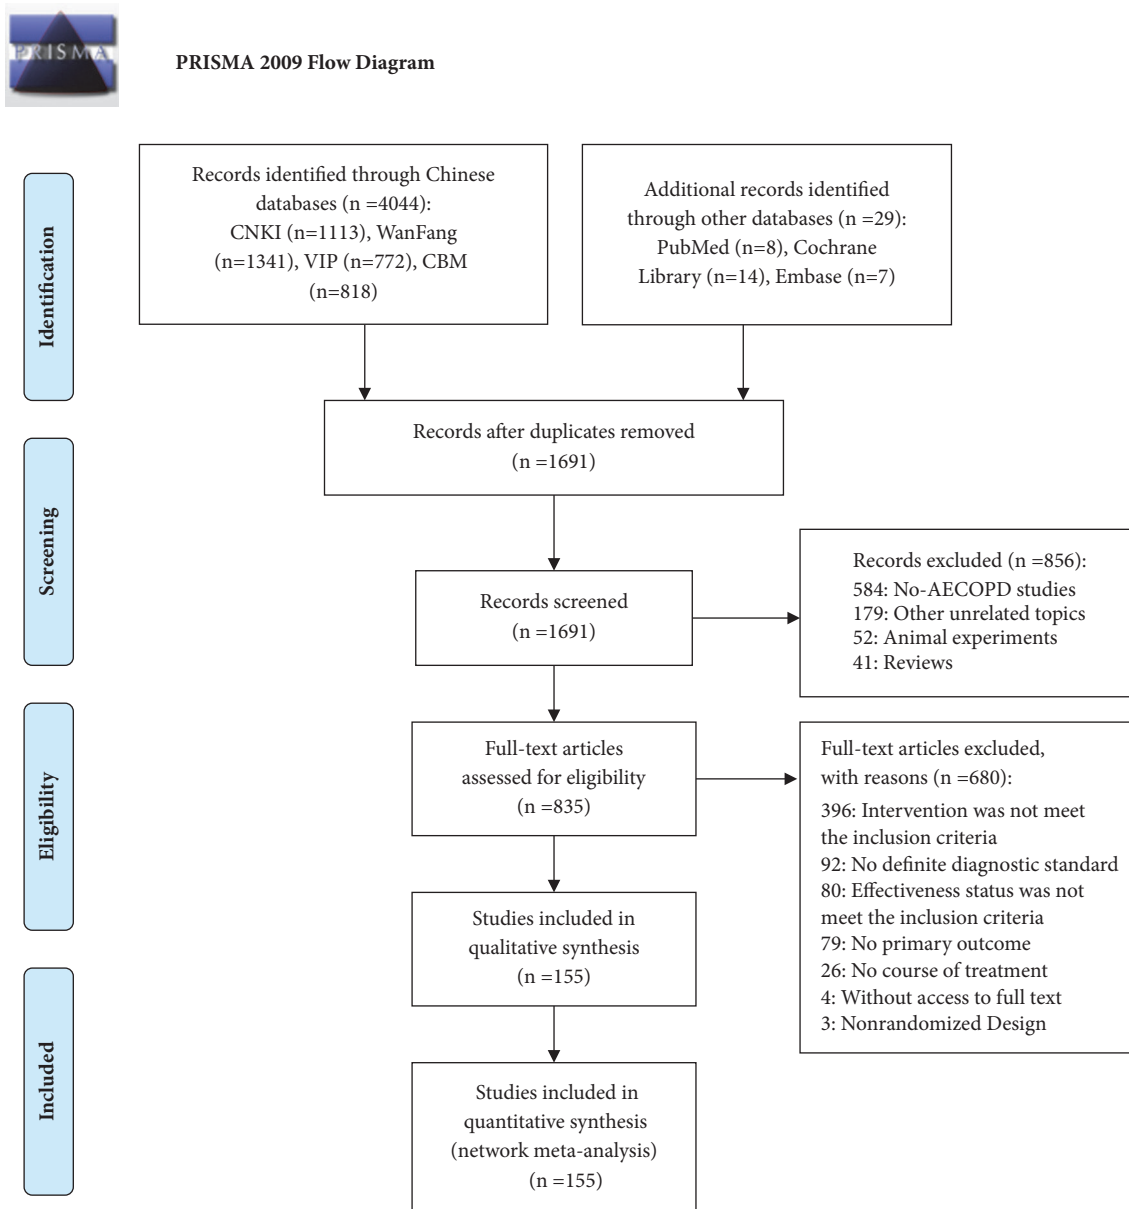 PRISMA
PRISMA 2009 Flow Diagram
Identification
Records identified through Chinese
databases (n =4044):
CNKI (n=1113), WanFang
(n=1341), VIP (n=772), CBM
(n=818)
Additional records identified
through other databases (n =29):
PubMed (n=8), Cochrane
Library (n=14), Embase (n=7)
Records after duplicates removed
(n =1691)
Screening
Records screened
(n =1691)
Records excluded (n =856):
584: No-AECOPD studies
179: Other unrelated topics
52: Animal experiments
41: Reviews
Eligibility
Full-text articles
assessed for eligibility
(n =835)
Full-text articles excluded,
with reasons (n =680):
396: Intervention was not meet
the inclusion criteria
92: No definite diagnostic standard
80: Effectiveness status was not
meet the inclusion criteria
79: No primary outcome
26: No course of treatment
4: Without access to full text
3: Nonrandomized Design
Studies included in
qualitative synthesis
(n =155)
Included
Studies included in
quantitative synthesis
(network meta-analysis)
(n =155)